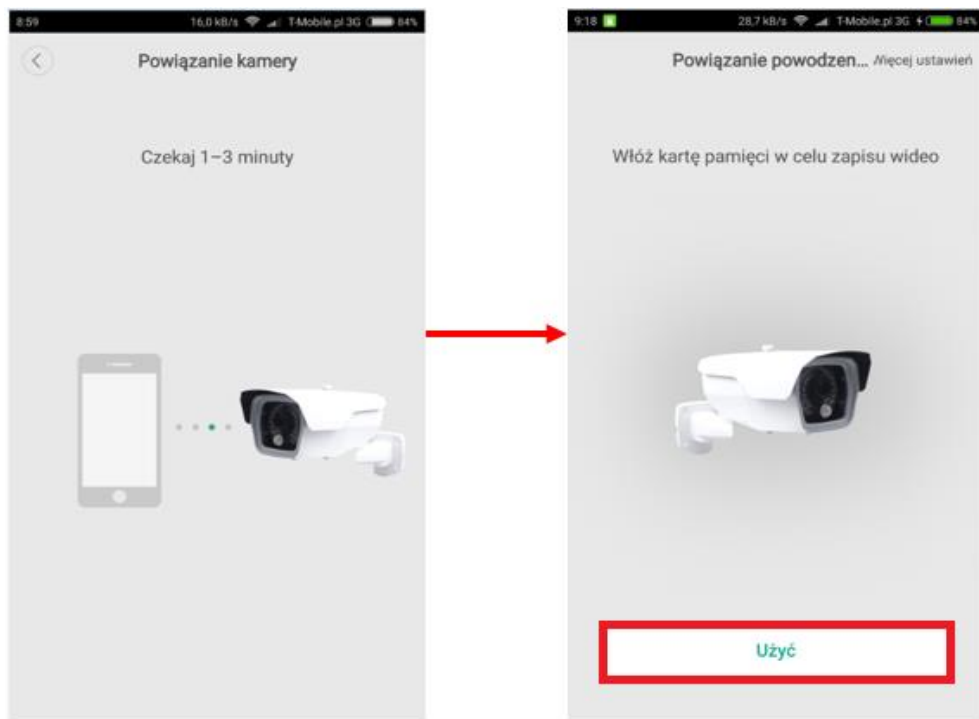 8:59 16,0 kB/s T-Mobile.pl 3G 84%
Powiązanie kamery
Czekaj 1–3 minuty
9:18 28,7 kB/s T-Mobile.pl 3G 84%
Powiązanie powodzen... Więcej ustawień
Włóż kartę pamięci w celu zapisu wideo
Użyć